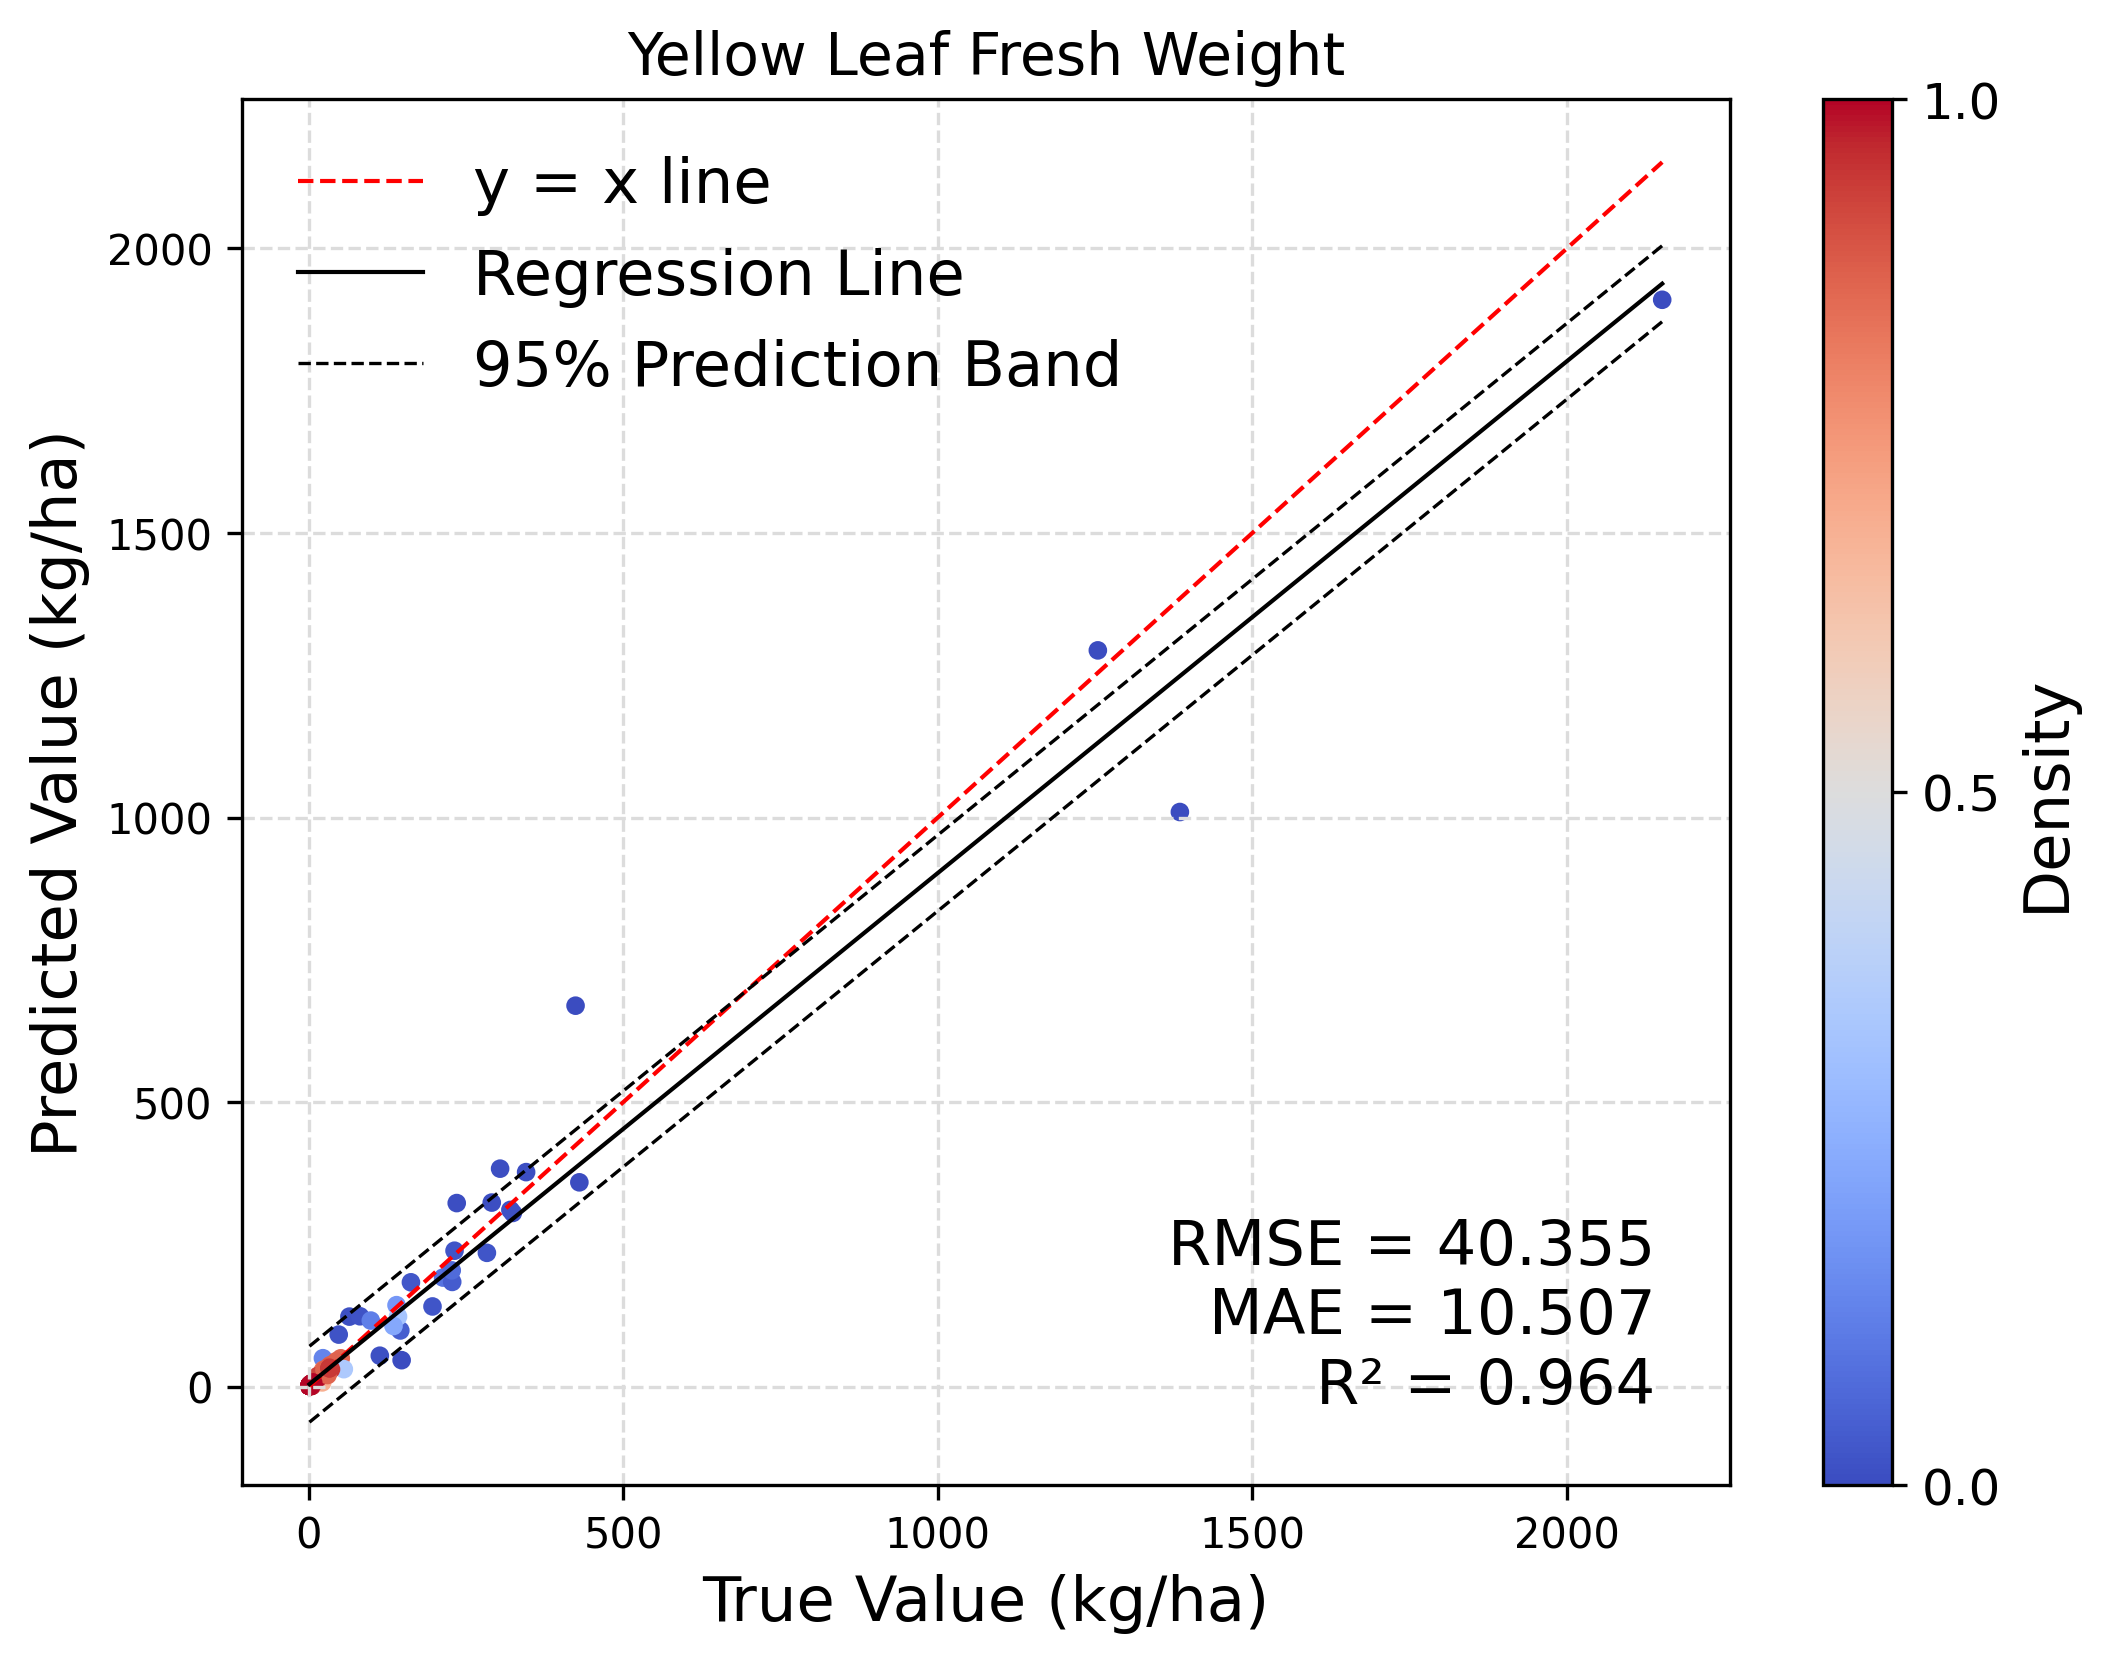 Yellow Leaf Fresh Weight
y = x line
Regression Line
95% Prediction Band
2000
1500
1000
500
0
Predicted Value (kg/ha)
RMSE = 40.355
MAE = 10.507
R² = 0.964
0
500
1000
1500
2000
True Value (kg/ha)
1.0
0.5
0.0
Density